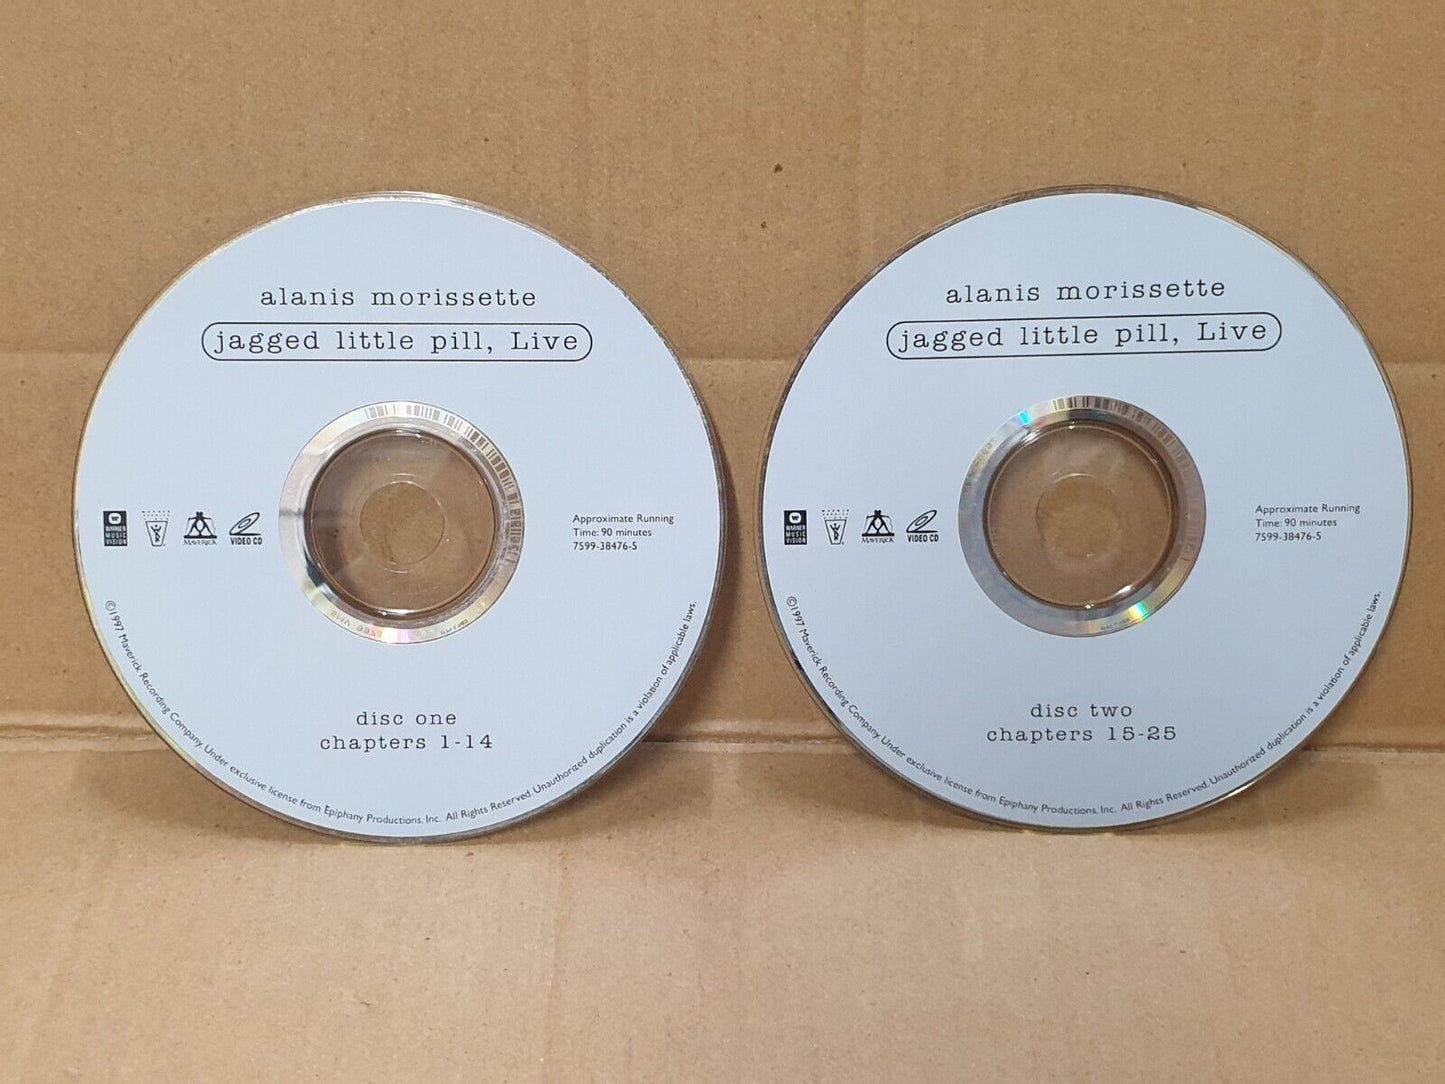 alanis morissette
jagged little pill, Live
WARNER
MUSIC
VISION
MAVERICK
VIDEO CD
Approximate Running
Time: 90 minutes
7599-38476-5
disc one
chapters 1-14
©1997 Maverick Recording Company. Under exclusive license from Epiphany Productions, Inc. All Rights Reserved. Unauthorized duplication is a violation of applicable laws.
alanis morissette
jagged little pill, Live
WARNER
MUSIC
VISION
MAVERICK
VIDEO CD
Approximate Running
Time: 90 minutes
7599-38476-5
disc two
chapters 15-25
©1997 Maverick Recording Company. Under exclusive license from Epiphany Productions, Inc. All Rights Reserved. Unauthorized duplication is a violation of applicable laws.